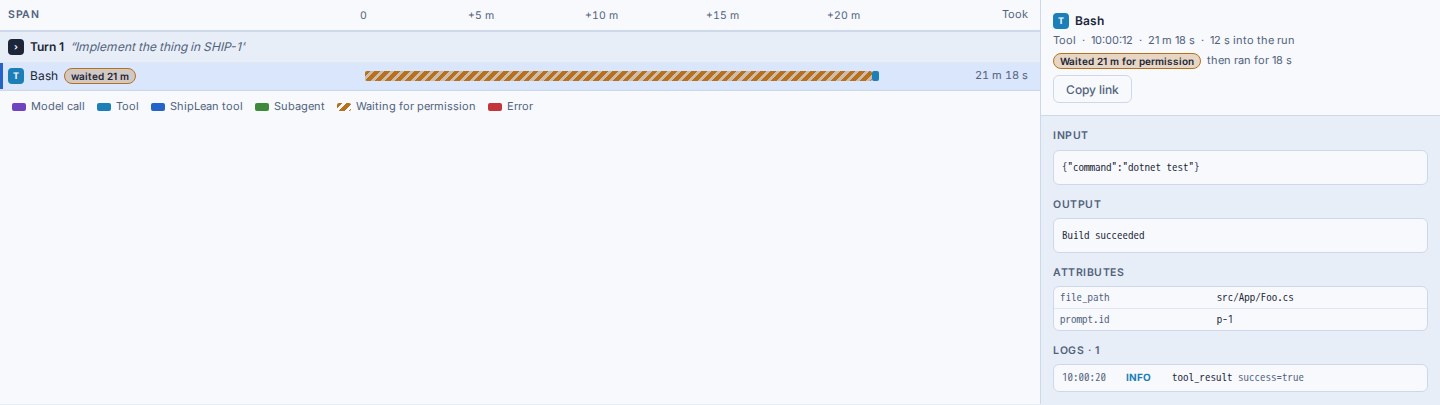 SPAN 0 +5 m +10 m +15 m +20 m Took
› Turn 1 "Implement the thing in SHIP-1'
T Bash waited 21 m 21 m 18 s
Model call Tool ShipLean tool Subagent Waiting for permission Error
T Bash
Tool · 10:00:12 · 21 m 18 s · 12 s into the run
Waited 21 m for permission then ran for 18 s
Copy link
INPUT
{"command":"dotnet test"}
OUTPUT
Build succeeded
ATTRIBUTES
file_path src/App/Foo.cs
prompt.id p-1
LOGS · 1
10:00:20 INFO tool_result success=true